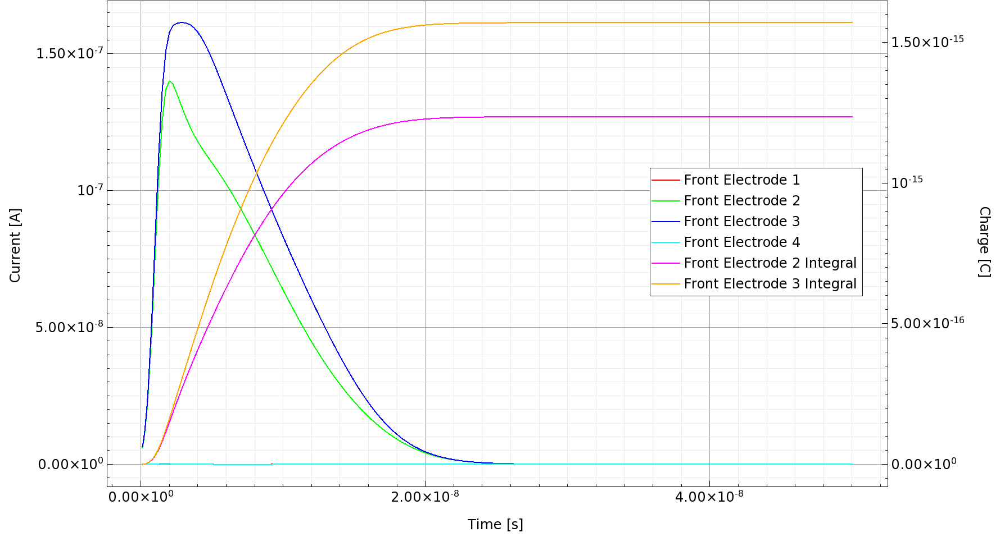 1.50×10⁻⁷
10⁻⁷
5.00×10⁻⁸
0.00×10⁰
Current [A]
1.50×10⁻¹⁵
10⁻¹⁵
5.00×10⁻¹⁶
0.00×10⁰
Charge [C]
Front Electrode 1
Front Electrode 2
Front Electrode 3
Front Electrode 4
Front Electrode 2 Integral
Front Electrode 3 Integral
0.00×10⁰ 2.00×10⁻⁸ 4.00×10⁻⁸
Time [s]